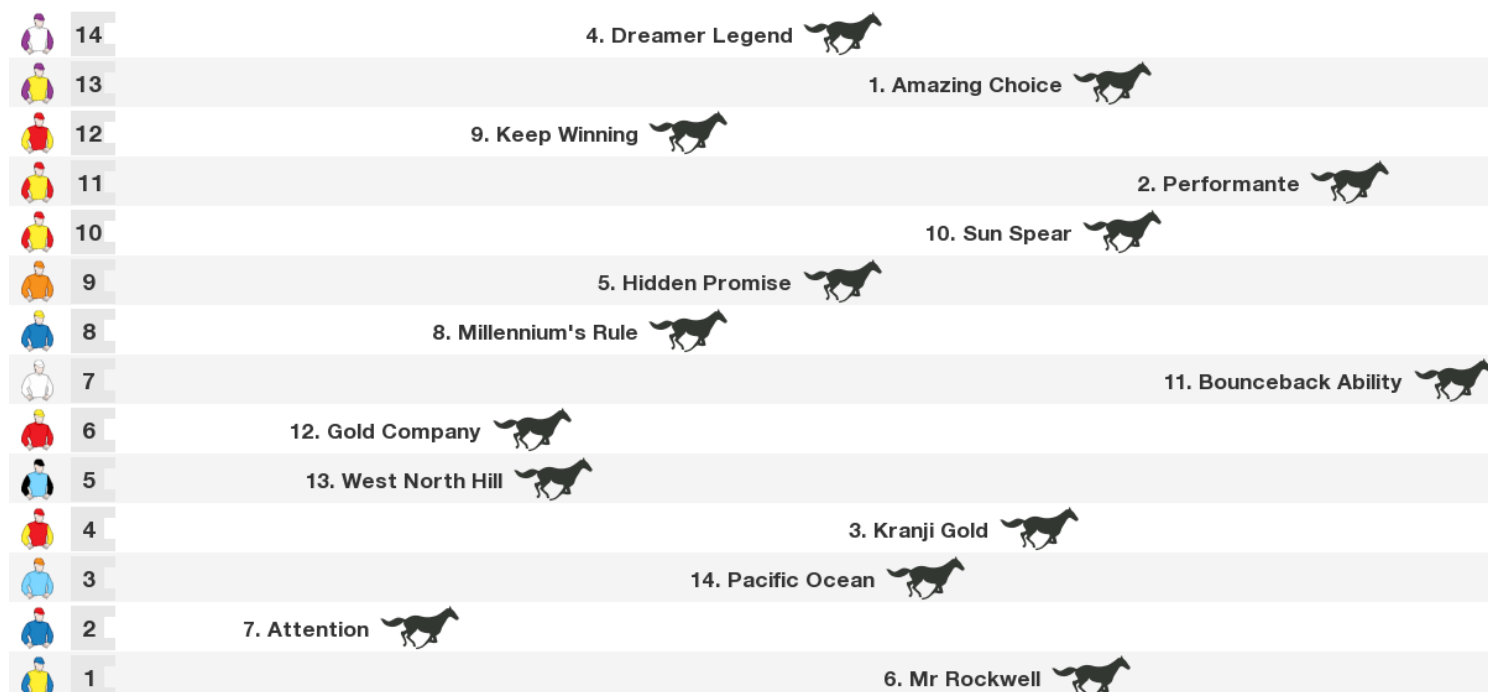 14 4. Dreamer Legend
13 1. Amazing Choice
12 9. Keep Winning
11 2. Performante
10 10. Sun Spear
9 5. Hidden Promise
8 8. Millennium's Rule
7 11. Bounceback Ability
6 12. Gold Company
5 13. West North Hill
4 3. Kranji Gold
3 14. Pacific Ocean
2 7. Attention
1 6. Mr Rockwell